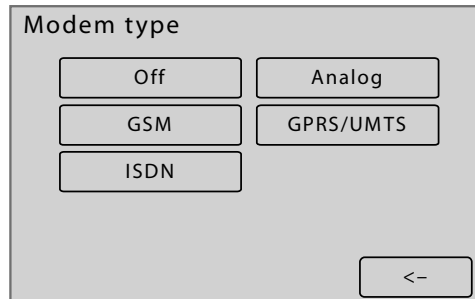 Modem type
Off
Analog
GSM
GPRS/UMTS
ISDN
<–